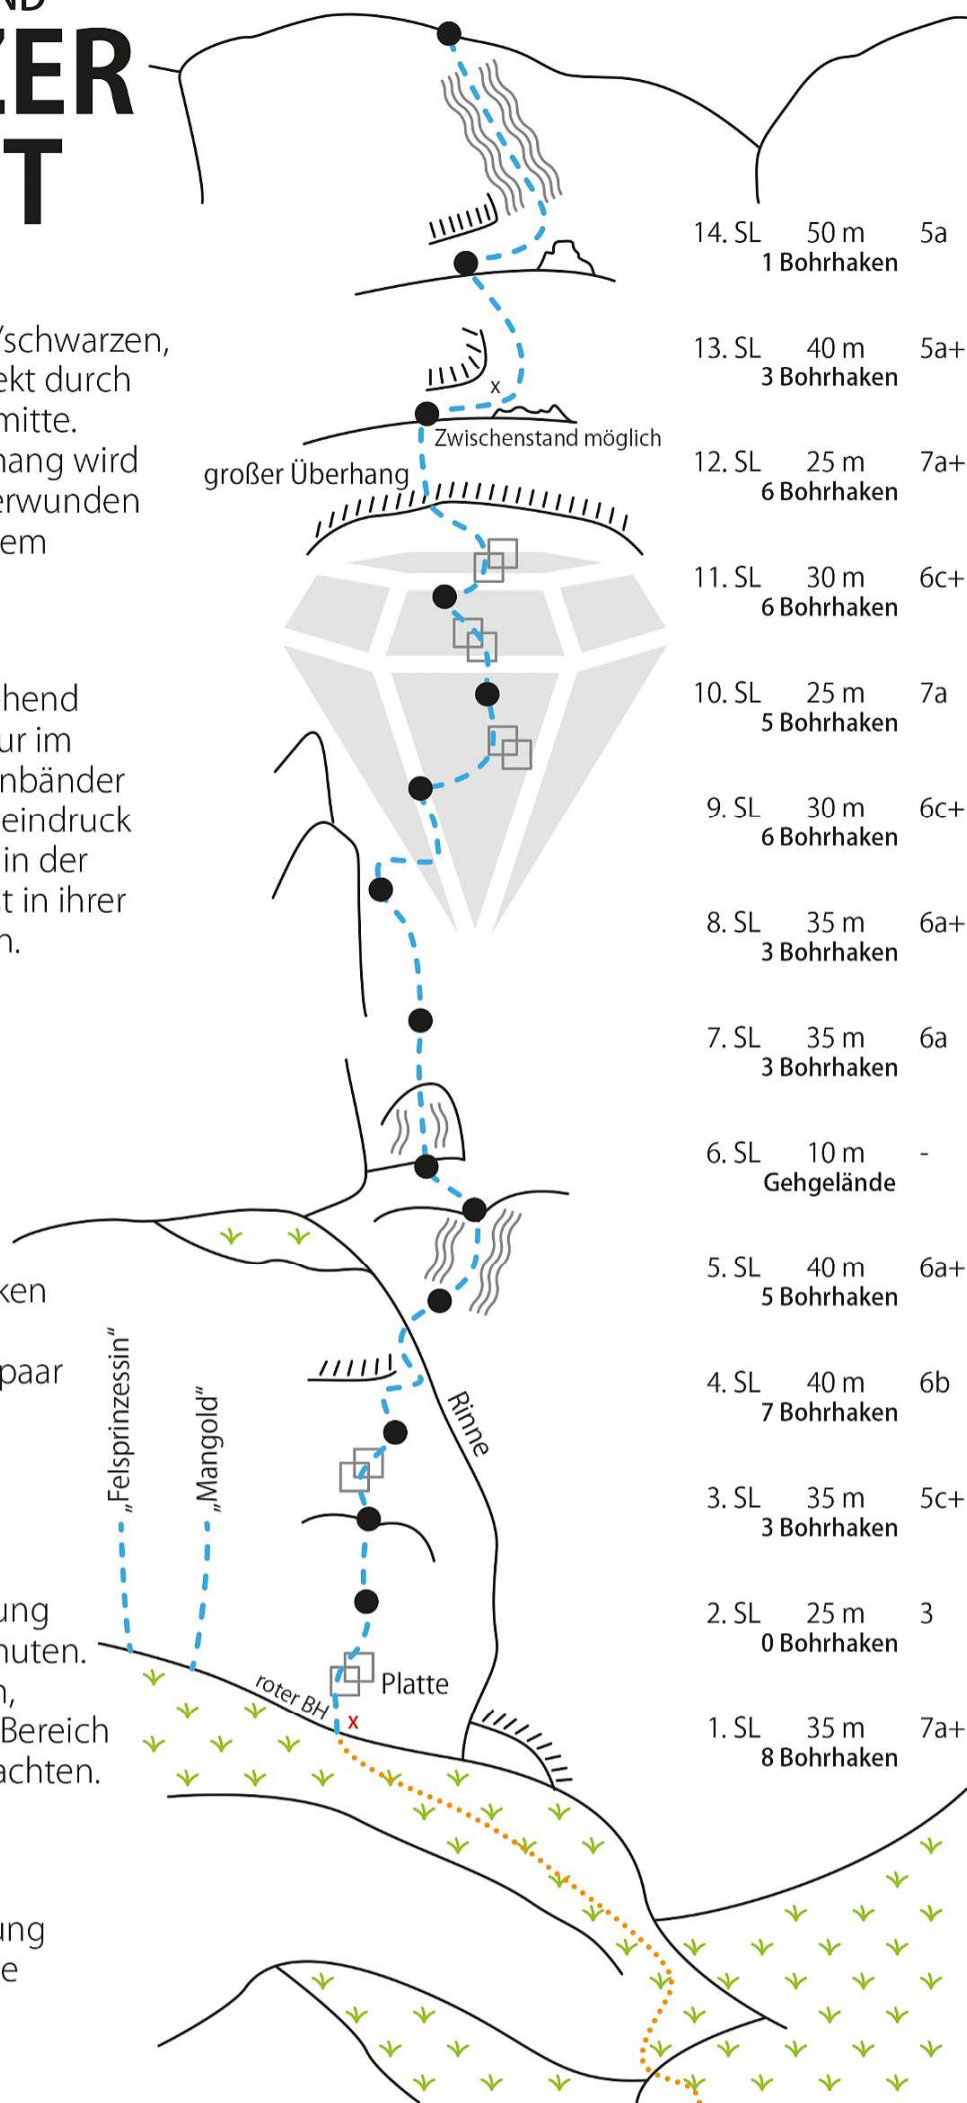 ND
ZER
T
/schwarzen,
ekt durch
mitte.
hang wird
erwunden
em
hend
ur im
nbänder
eindruck
in der
t in ihrer
n.
ken
paar
ung
nuten.
n,
Bereich
achten.
ung
e
Zwischenstand möglich
großer Überhang
x
Rinne
„Felsprinzessin“
„Mangold“
roter BH
x
Platte
14. SL 50 m 5a
1 Bohrhaken
13. SL 40 m 5a+
3 Bohrhaken
12. SL 25 m 7a+
6 Bohrhaken
11. SL 30 m 6c+
6 Bohrhaken
10. SL 25 m 7a
5 Bohrhaken
9. SL 30 m 6c+
6 Bohrhaken
8. SL 35 m 6a+
3 Bohrhaken
7. SL 35 m 6a
3 Bohrhaken
6. SL 10 m -
Gehgelände
5. SL 40 m 6a+
5 Bohrhaken
4. SL 40 m 6b
7 Bohrhaken
3. SL 35 m 5c+
3 Bohrhaken
2. SL 25 m 3
0 Bohrhaken
1. SL 35 m 7a+
8 Bohrhaken